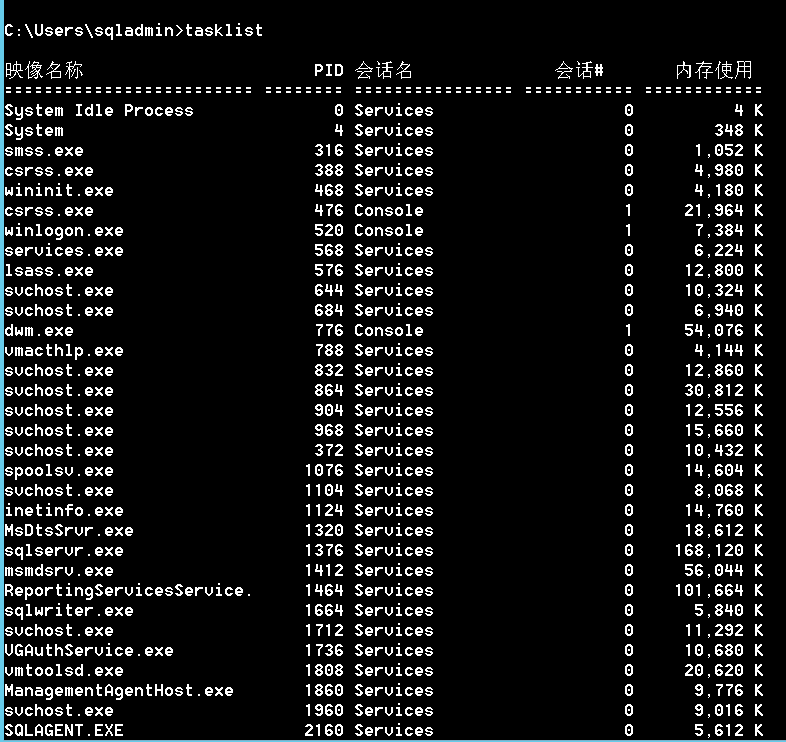 C:\Users\sqladmin>tasklist
映像名称                       PID 会话名              会话#       内存使用
========================= ======== ================ =========== ============
System Idle Process              0 Services                   0          4 K
System                           4 Services                   0        348 K
smss.exe                       316 Services                   0      1,052 K
csrss.exe                      388 Services                   0      4,980 K
wininit.exe                    468 Services                   0      4,180 K
csrss.exe                      476 Console                    1     21,964 K
winlogon.exe                   520 Console                    1      7,384 K
services.exe                   568 Services                   0      6,224 K
lsass.exe                      576 Services                   0     12,800 K
svchost.exe                    644 Services                   0     10,324 K
svchost.exe                    684 Services                   0      6,940 K
dwm.exe                        776 Console                    1     54,076 K
vmacthlp.exe                   788 Services                   0      4,144 K
svchost.exe                    832 Services                   0     12,860 K
svchost.exe                    864 Services                   0     30,812 K
svchost.exe                    904 Services                   0     12,556 K
svchost.exe                    968 Services                   0     15,660 K
svchost.exe                    372 Services                   0     10,432 K
spoolsv.exe                   1076 Services                   0     14,604 K
svchost.exe                   1104 Services                   0      8,068 K
inetinfo.exe                  1124 Services                   0     14,760 K
MsDtsSrvr.exe                 1320 Services                   0     18,612 K
sqlservr.exe                  1376 Services                   0    168,120 K
msmdsrv.exe                   1412 Services                   0     56,044 K
ReportingServicesService.     1464 Services                   0    101,664 K
sqlwriter.exe                 1664 Services                   0      5,840 K
svchost.exe                   1712 Services                   0     11,292 K
VGAuthService.exe             1736 Services                   0     10,680 K
vmtoolsd.exe                  1808 Services                   0     20,620 K
ManagementAgentHost.exe       1860 Services                   0      9,776 K
svchost.exe                   1960 Services                   0      9,016 K
SQLAGENT.EXE                  2160 Services                   0      5,612 K